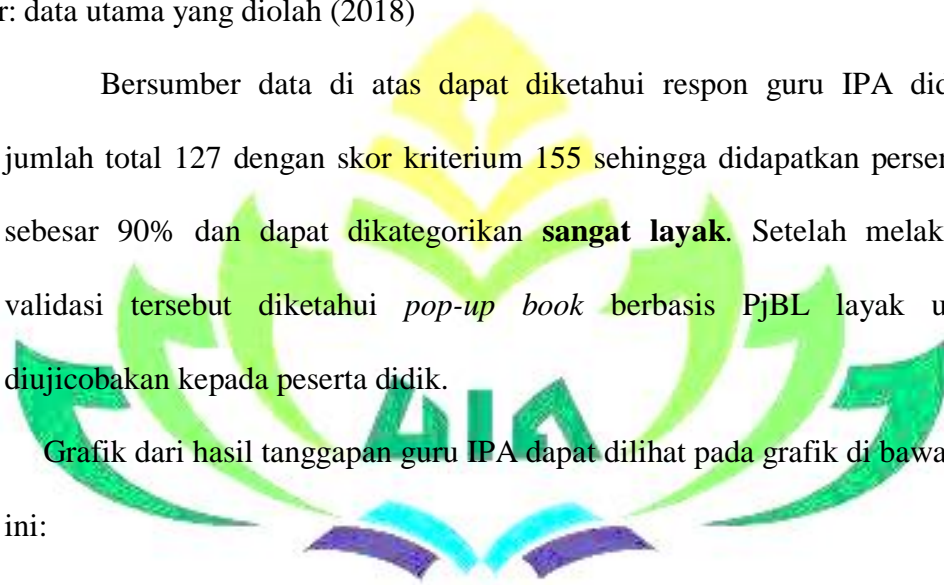 r: data utama yang diolah (2018)
Bersumber data di atas dapat diketahui respon guru IPA did
jumlah total 127 dengan skor kriterium 155 sehingga didapatkan perser
sebesar 90% dan dapat dikategorikan sangat layak. Setelah melak
validasi tersebut diketahui pop-up book berbasis PjBL layak u
diujicobakan kepada peserta didik.
Grafik dari hasil tanggapan guru IPA dapat dilihat pada grafik di bawa
ini: